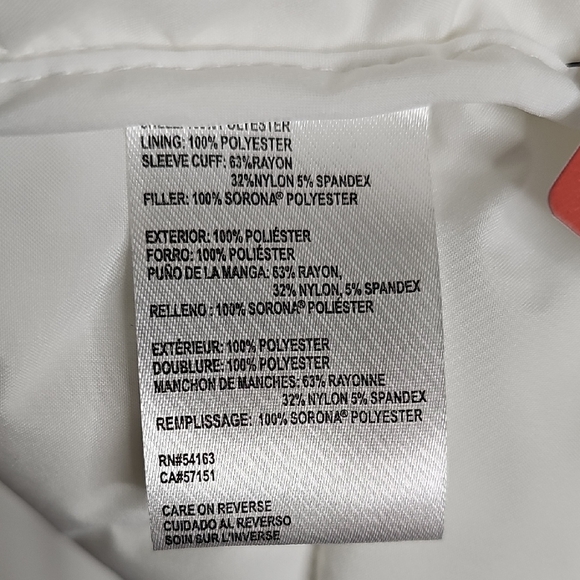 SHELL: 100% POLYESTER
LINING: 100% POLYESTER
SLEEVE CUFF: 63%RAYON
32%NYLON 5% SPANDEX
FILLER: 100% SORONA® POLYESTER
EXTERIOR: 100% POLIÉSTER
FORRO: 100% POLIÉSTER
PUÑO DE LA MANGA: 63% RAYON,
32% NYLON, 5% SPANDEX
RELLENO: 100% SORONA® POLIÉSTER
EXTÉRIEUR: 100% POLYESTER
DOUBLURE: 100% POLYESTER
MANCHON DE MANCHES: 63% RAYONNE
32% NYLON 5% SPANDEX
REMPLISSAGE: 100% SORONA® POLYESTER
RN#54163
CA#57151
CARE ON REVERSE
CUIDADO AL REVERSO
SOIN SUR L'INVERSE